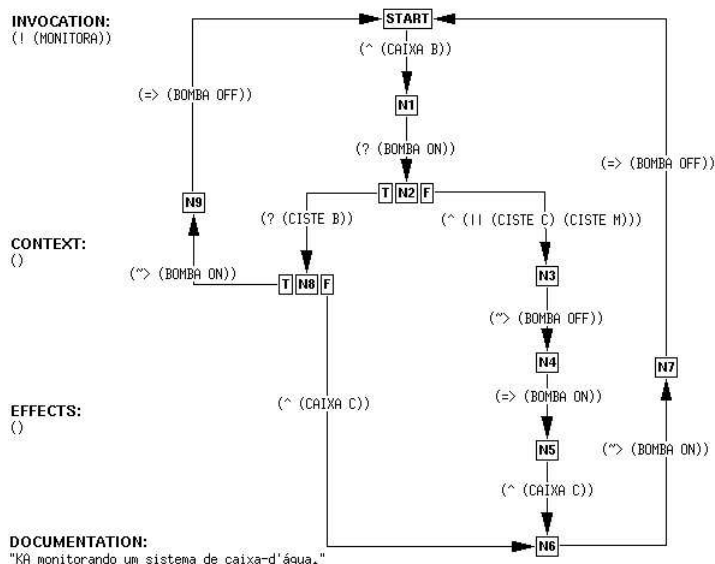 INVOCATION:
(! (MONITORA))
START
(^ (CAIXA B))
(=> (BOMBA OFF))
N1
(? (BOMBA ON))
(=> (BOMBA OFF))
T N2 F
N9
(? (CISTE B))
(^ (|| (CISTE C) (CISTE M)))
CONTEXT:
()
(~> (BOMBA ON))
T N8 F
N3
(~> (BOMBA OFF))
N4
N7
(=> (BOMBA ON))
EFFECTS:
()
(^ (CAIXA C))
N5
(~> (BOMBA ON))
(^ (CAIXA C))
N6
DOCUMENTATION:
"KA monitorando um sistema de caixa-d'água."